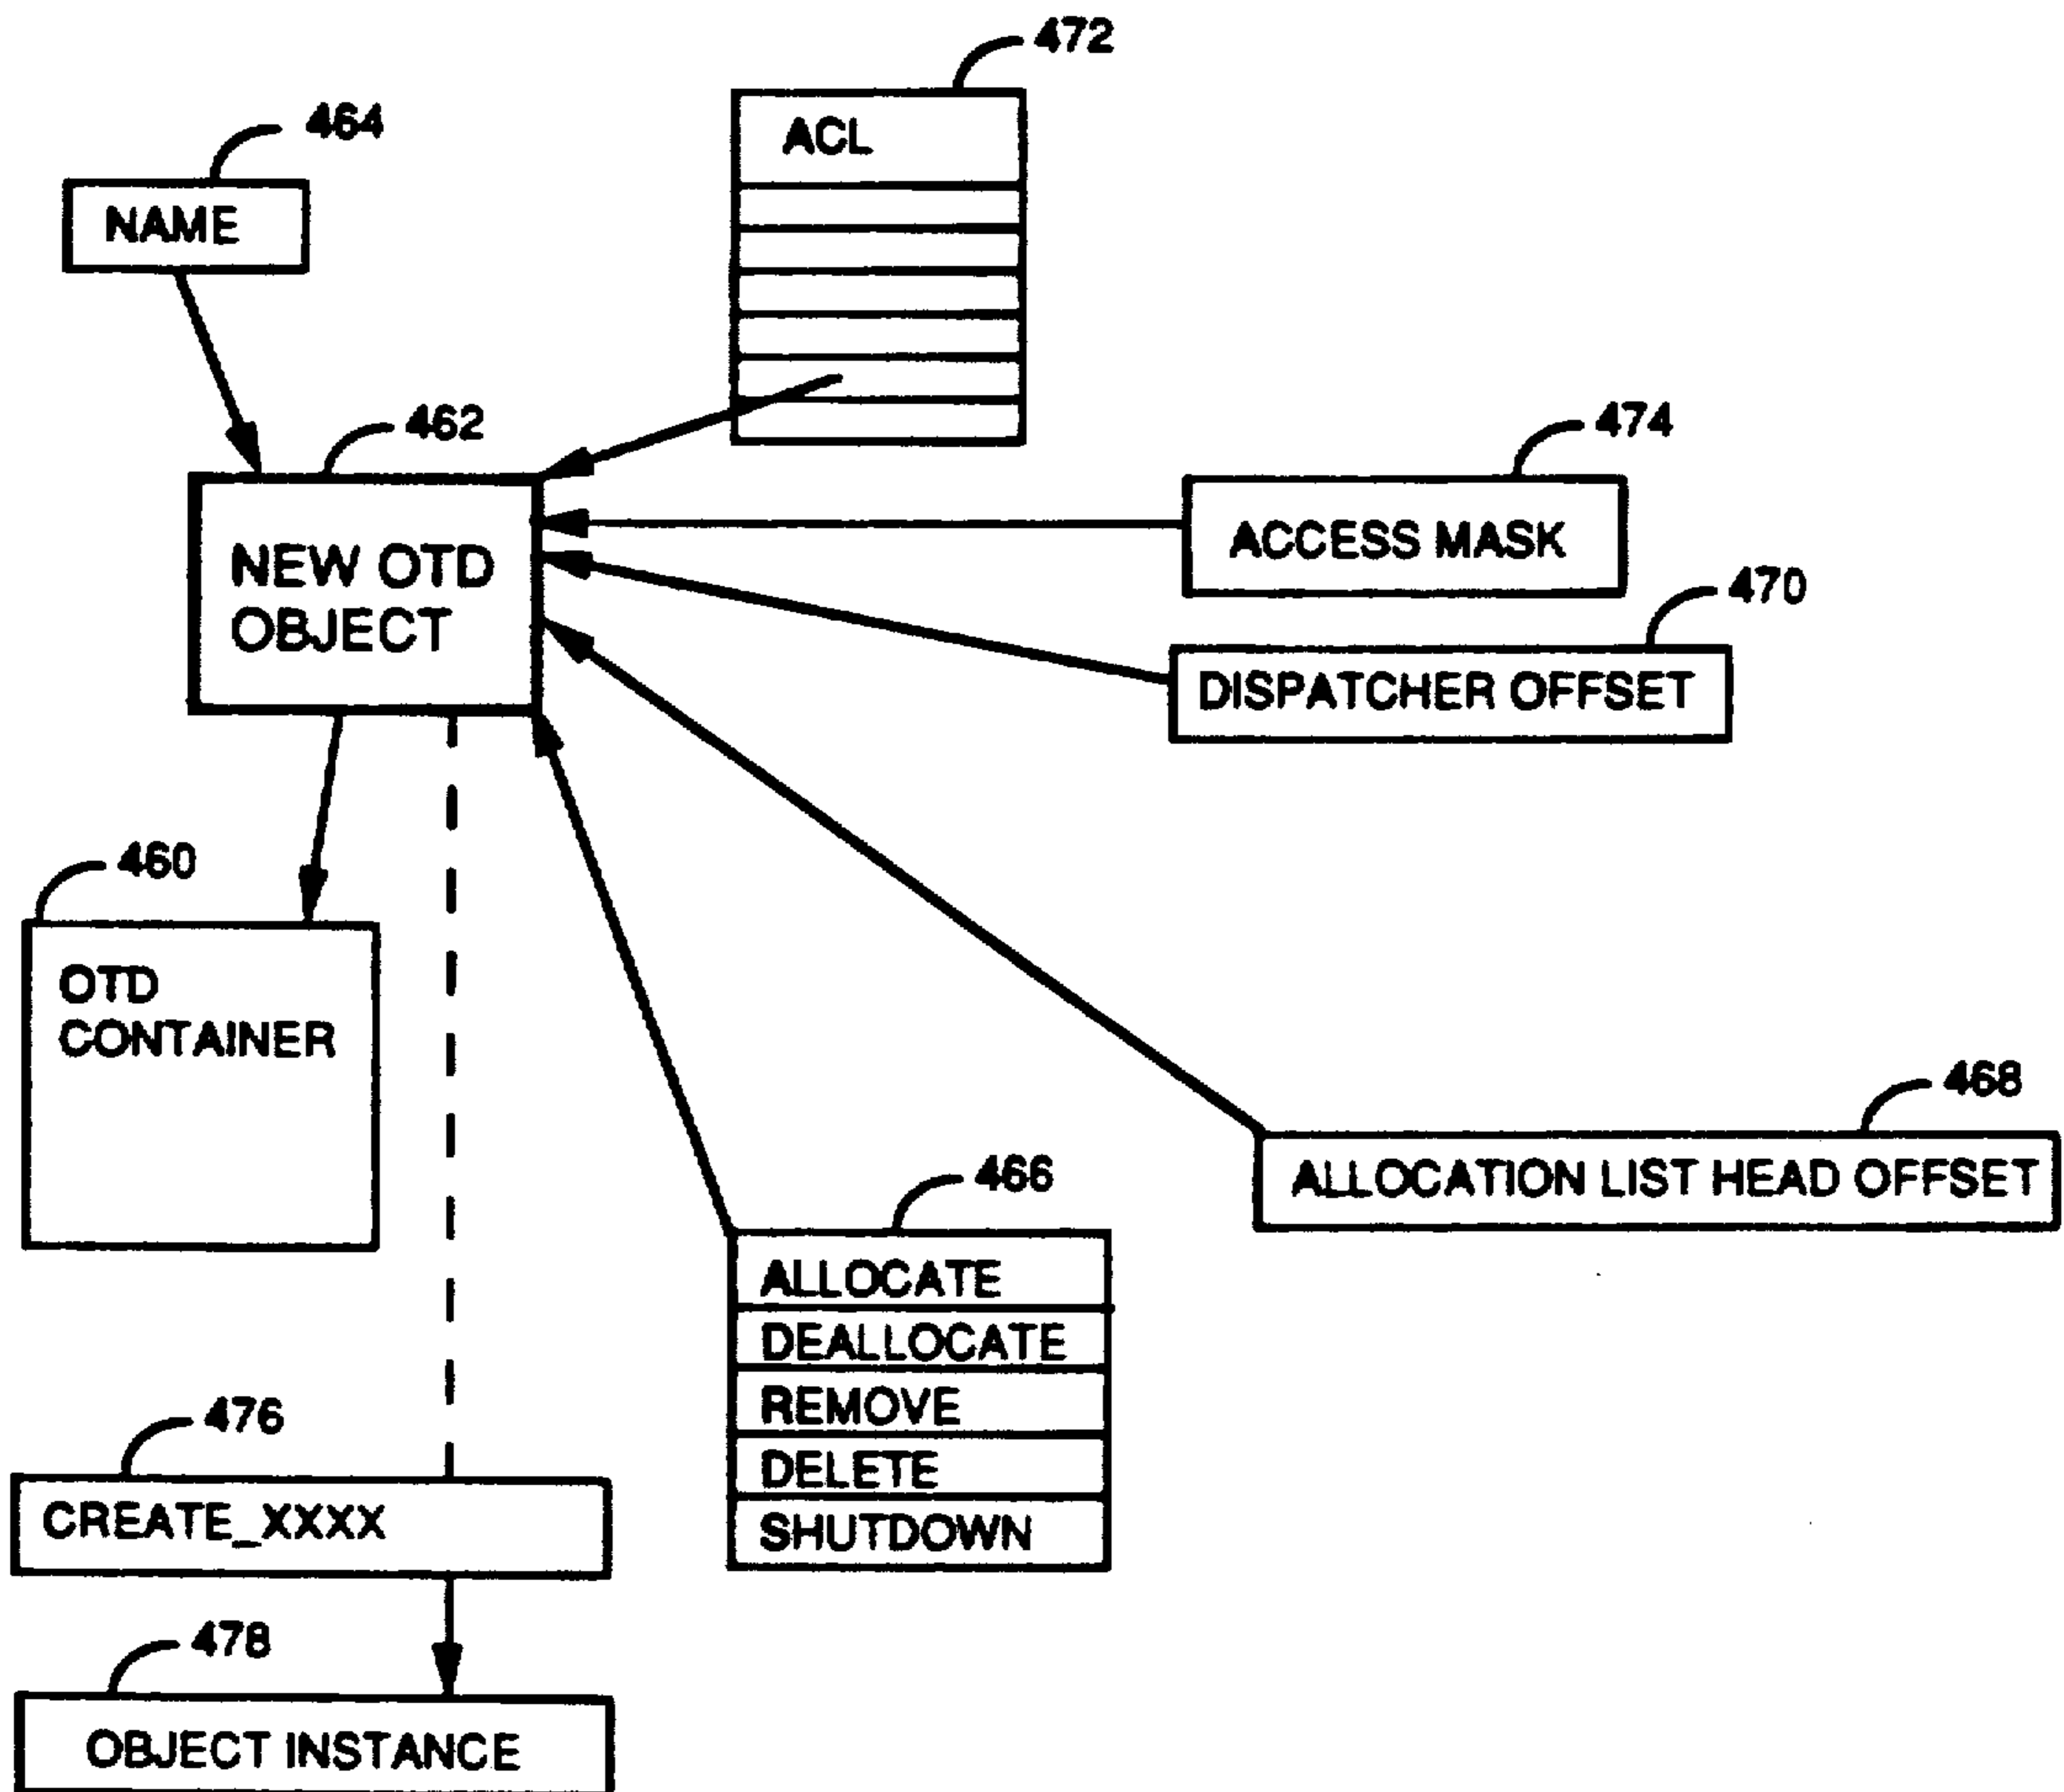 472
464
ACL
NAME
462
474
ACCESS MASK
NEW OTD
OBJECT
470
DISPATCHER OFFSET
460
OTD
CONTAINER
468
ALLOCATION LIST HEAD OFFSET
466
ALLOCATE
DEALLOCATE
REMOVE
DELETE
SHUTDOWN
476
CREATE_XXXX
478
OBJECT INSTANCE